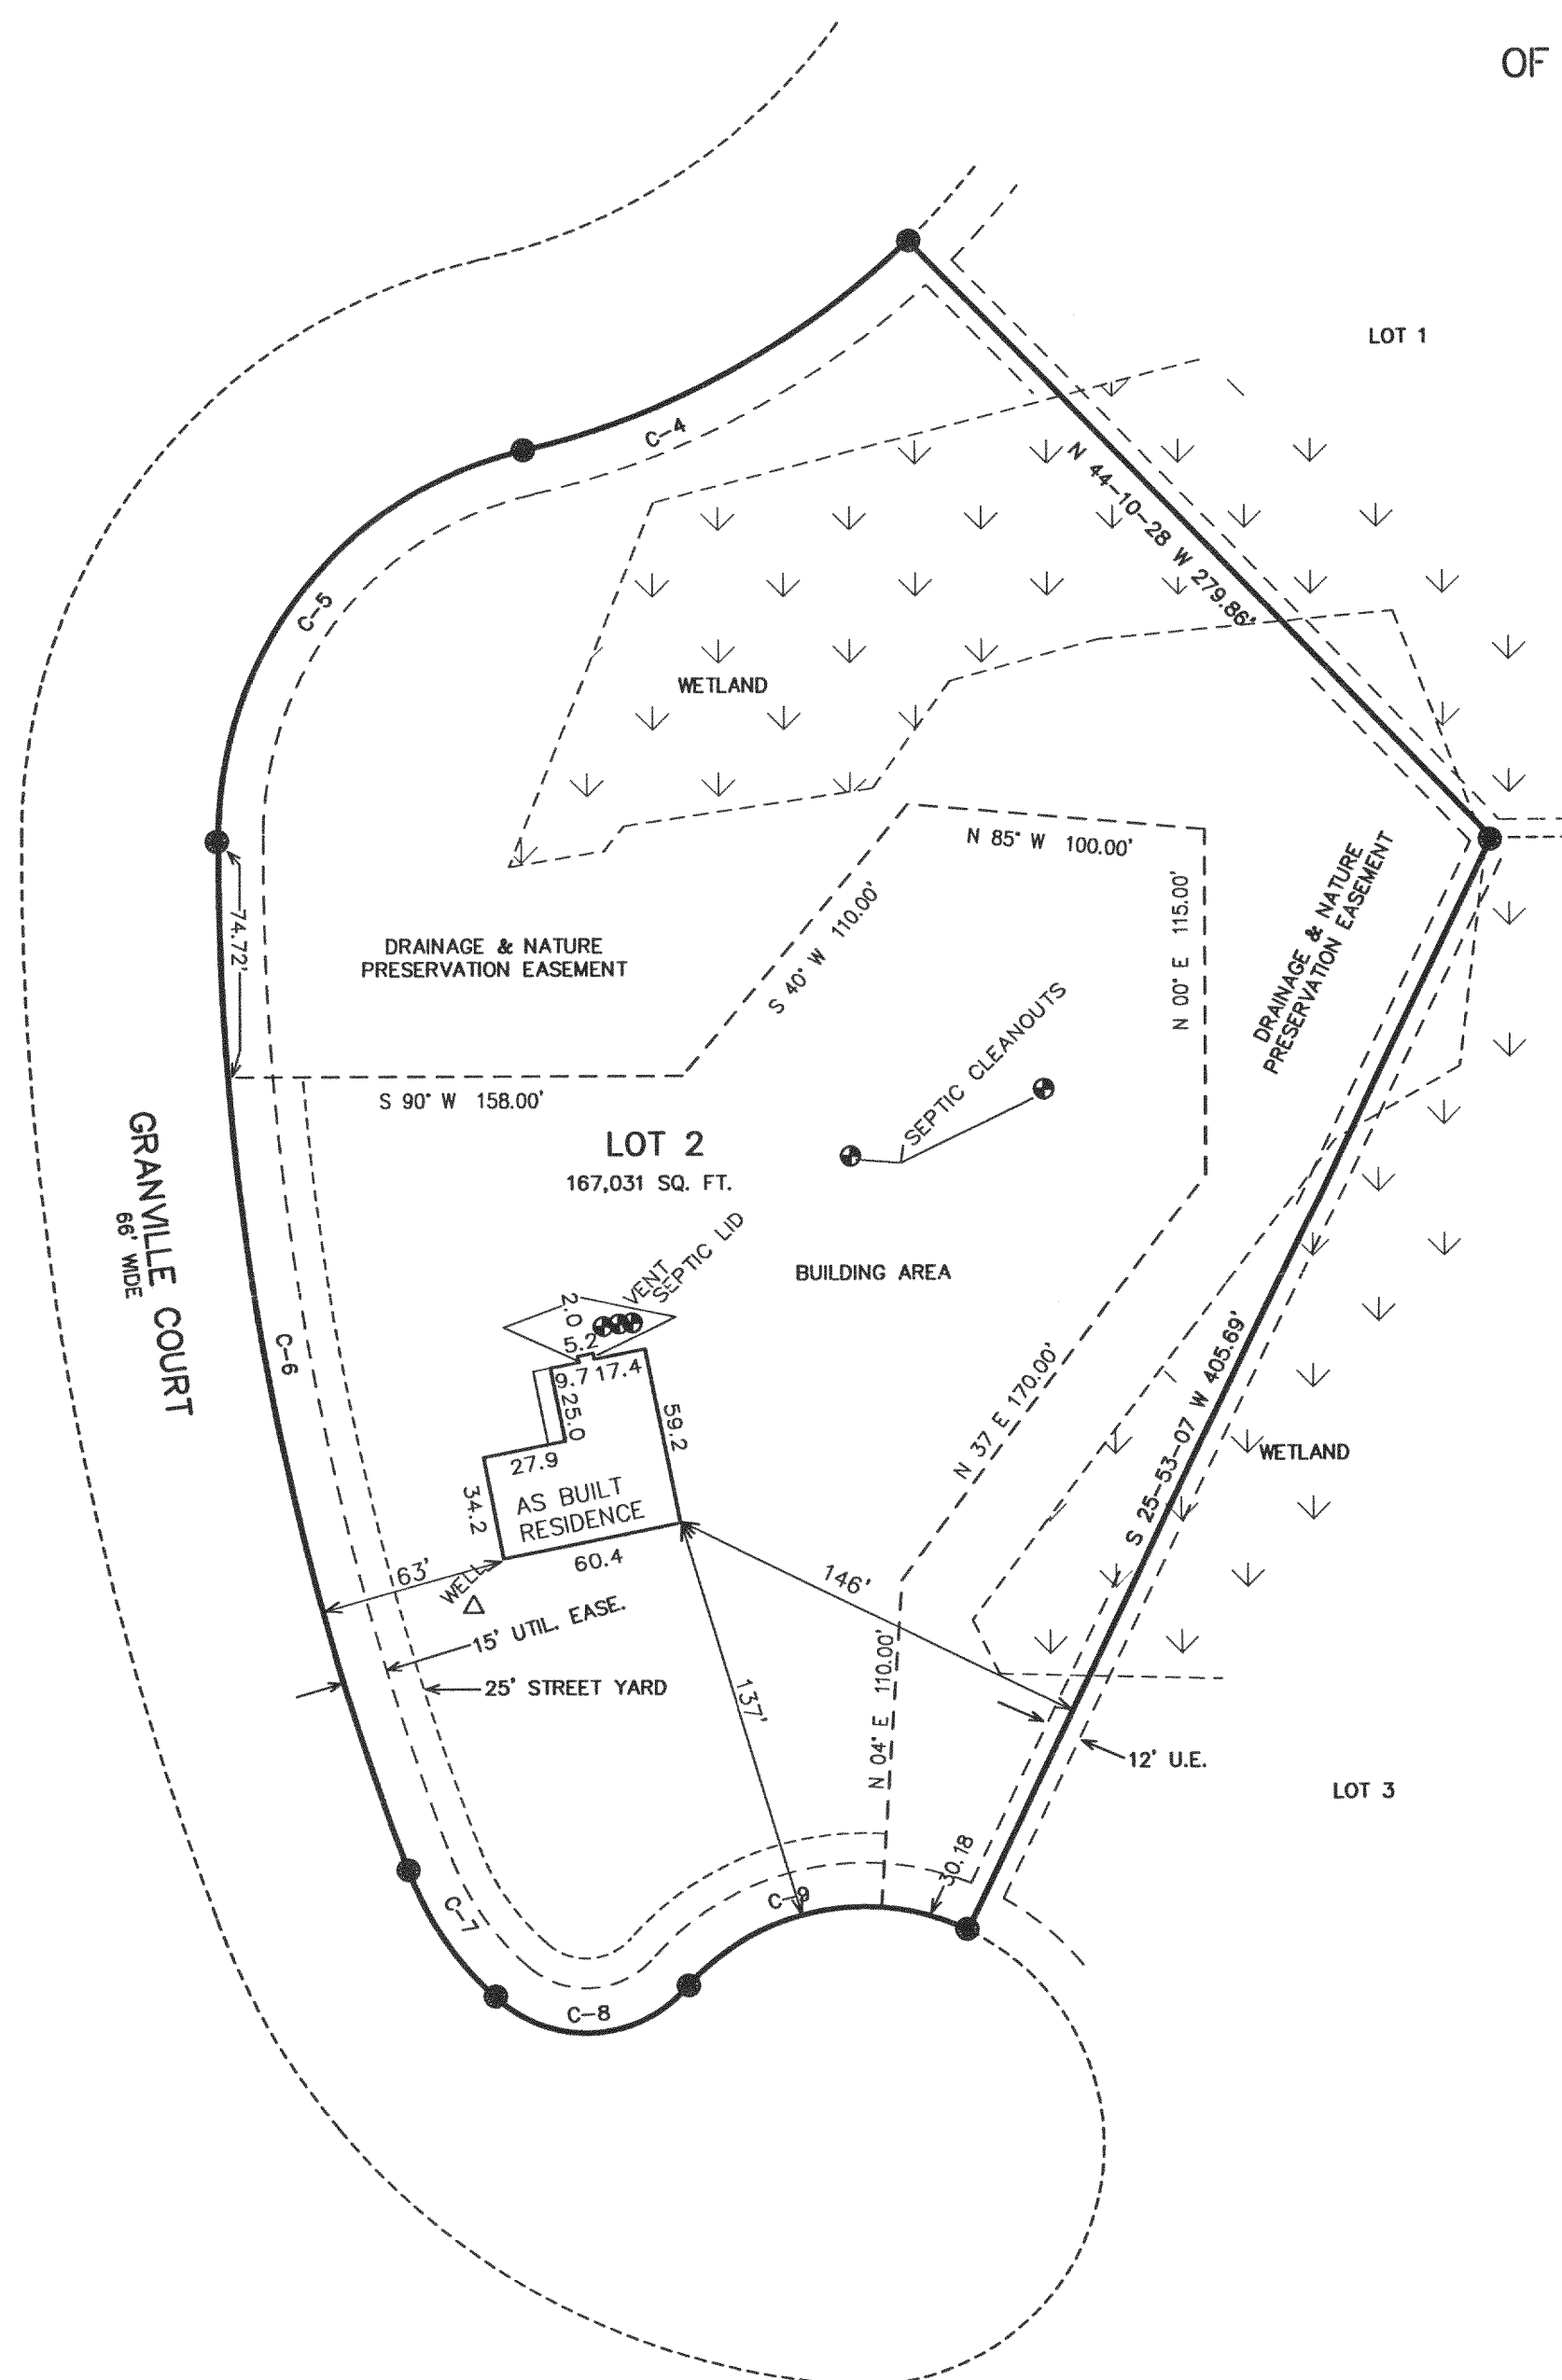 OF
LOT 1
C-4
N 44-10-28 W 279.86'
C-5
WETLAND
N 85° W 100.00'
74.72'
DRAINAGE & NATURE
PRESERVATION EASEMENT
S 40° W 110.00'
N 00° E 115.00'
DRAINAGE & NATURE
PRESERVATION EASEMENT
SEPTIC CLEANOUTS
S 90° W 158.00'
LOT 2
167,031 SQ. FT.
GRANVILLE COURT
66' WIDE
VENT
SEPTIC LID
BUILDING AREA
2.0
5.2
9.7
17.4
25.0
59.2
C-6
N 37 E 170.00'
S 25-53-07 W 405.69'
WETLAND
27.9
34.2
AS BUILT
RESIDENCE
60.4
63'
WELL
146'
15' UTIL. EASE.
25' STREET YARD
137'
N 04° E 110.00'
12' U.E.
LOT 3
30.18
C-9
C-7
C-8